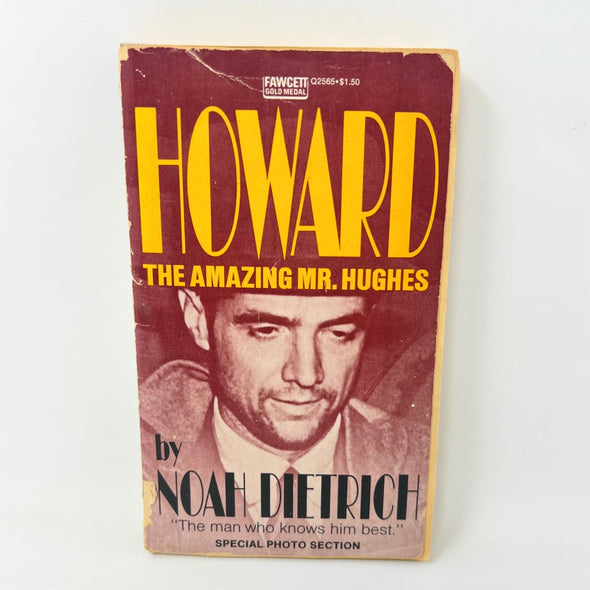 FAWCETT
GOLD MEDAL
Q2565•$1.50
HOWARD
THE AMAZING MR. HUGHES
by
NOAH DIETRICH
"The man who knows him best."
SPECIAL PHOTO SECTION